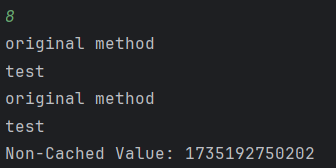 8
original method
test
original method
test
Non-Cached Value: 1735192750202